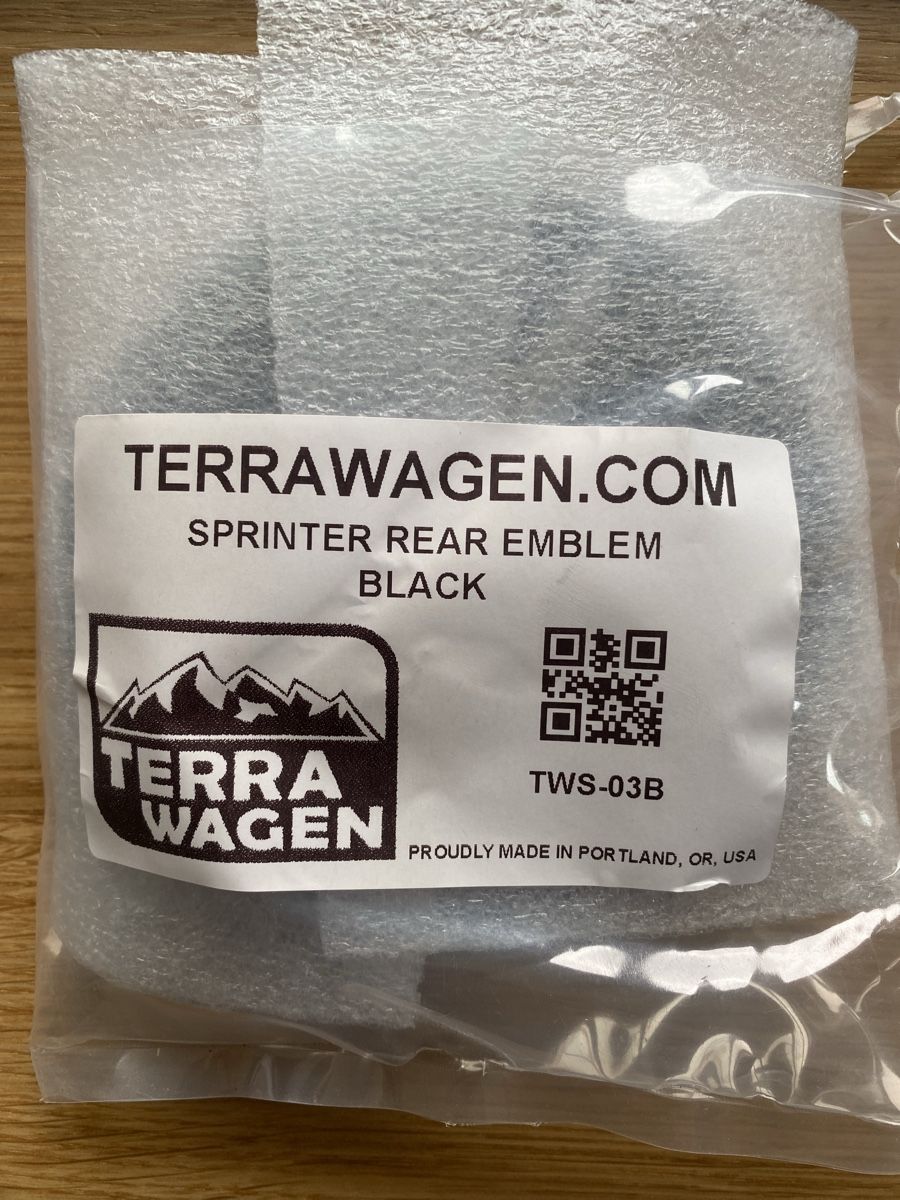 TERRAWAGEN.COM
SPRINTER REAR EMBLEM
BLACK
TERRA
WAGEN
TWS-03B
PROUDLY MADE IN PORTLAND, OR, USA